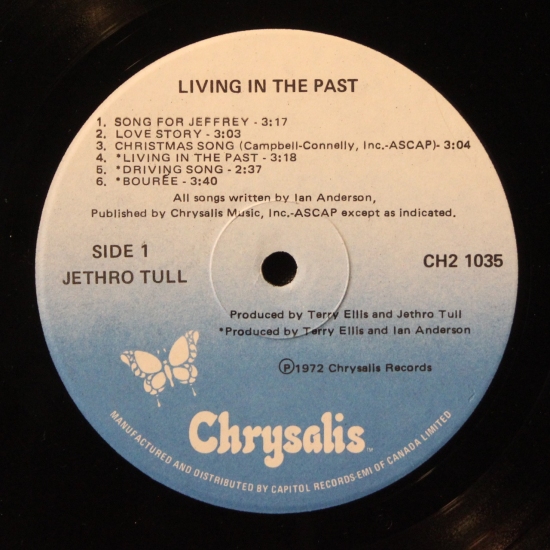 LIVING IN THE PAST
1. SONG FOR JEFFREY - 3:17
2. LOVE STORY - 3:03
3. CHRISTMAS SONG (Campbell-Connelly, Inc.-ASCAP)- 3:04
4. *LIVING IN THE PAST - 3:18
5. *DRIVING SONG - 2:37
6. *BOURÉE - 3:40
All songs written by Ian Anderson,
Published by Chrysalis Music, Inc.-ASCAP except as indicated.
SIDE 1
JETHRO TULL
CH2 1035
Produced by Terry Ellis and Jethro Tull
*Produced by Terry Ellis and Ian Anderson
℗1972 Chrysalis Records
Chrysalis™
MANUFACTURED AND DISTRIBUTED BY CAPITOL RECORDS-EMI OF CANADA LIMITED